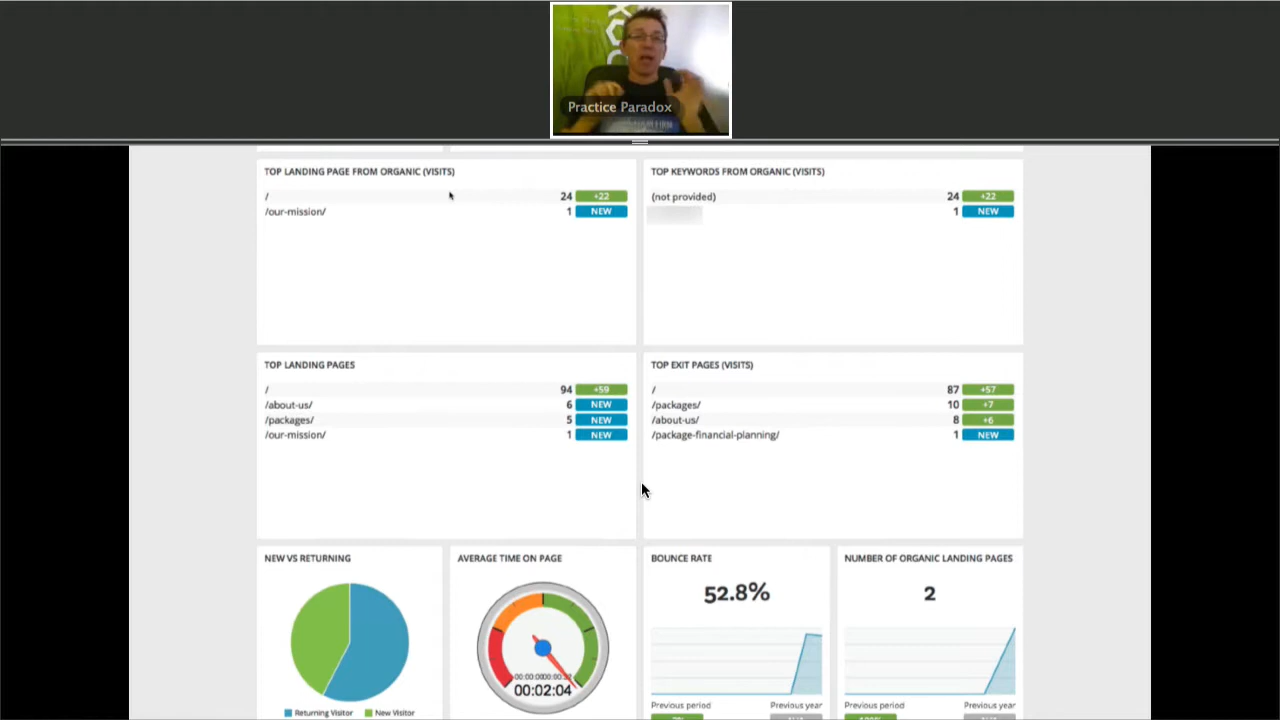 Practice Paradox
TOP LANDING PAGE FROM ORGANIC (VISITS)
/ 24 +22
/our-mission/ 1 NEW
TOP KEYWORDS FROM ORGANIC (VISITS)
(not provided) 24 +22
1 NEW
TOP LANDING PAGES
/ 94 +59
/about-us/ 6 NEW
/packages/ 5 NEW
/our-mission/ 1 NEW
TOP EXIT PAGES (VISITS)
/ 87 +57
/packages/ 10 +7
/about-us/ 8 +6
/package-financial-planning/ 1 NEW
NEW VS RETURNING
Returning Visitor New Visitor
AVERAGE TIME ON PAGE
00:02:04
BOUNCE RATE
52.8%
Previous period Previous year
NUMBER OF ORGANIC LANDING PAGES
2
Previous period Previous year